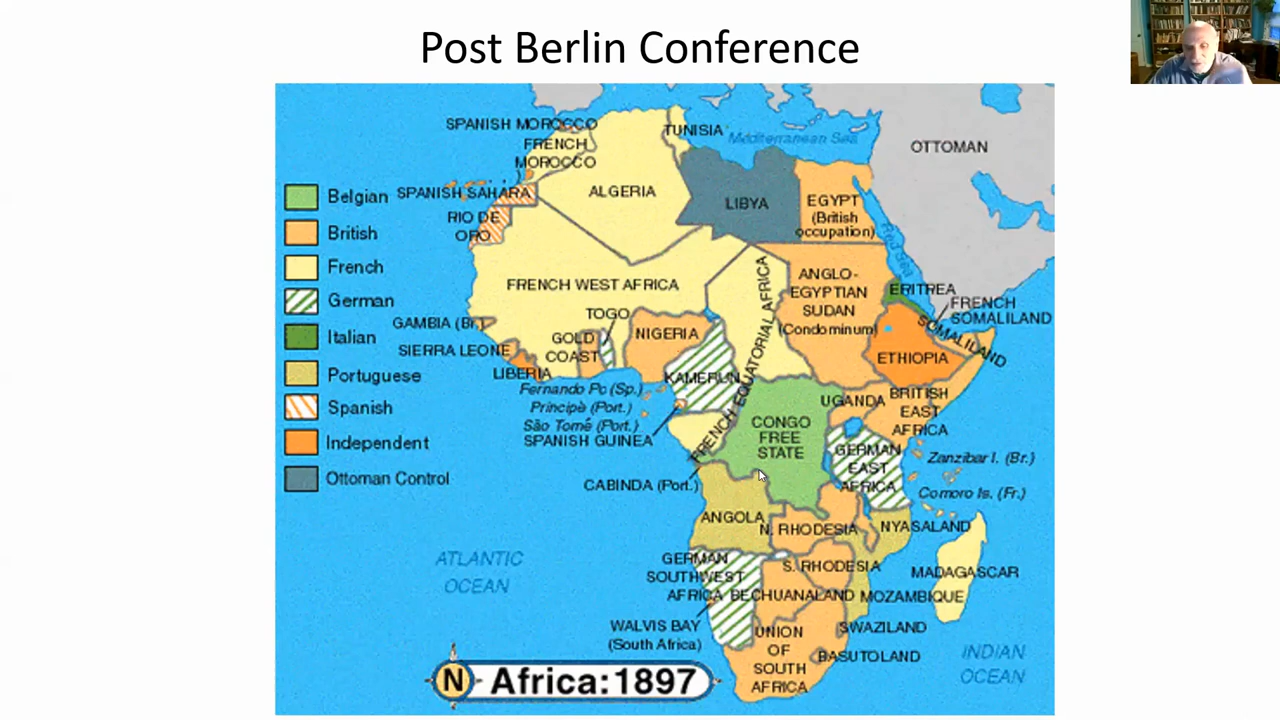 Post Berlin Conference
SPANISH MOROCCO
FRENCH
MOROCCO
TUNISIA
Mediterranean Sea
OTTOMAN
Belgian
British
French
German
Italian
Portuguese
Spanish
Independent
Ottoman Control
SPANISH SAHARA
RIO DE
ORO
ALGERIA
LIBYA
EGYPT
(British
occupation)
Red Sea
FRENCH WEST AFRICA
FRENCH EQUATORIAL AFRICA
ANGLO-
EGYPTIAN
SUDAN
(Condominum)
ERITREA
FRENCH
SOMALILAND
SOMALILAND
ETHIOPIA
GAMBIA (Br.)
SIERRA LEONE
LIBERIA
GOLD
COAST
TOGO
NIGERIA
KAMERUN
Fernando Po (Sp.)
Principè (Port.)
São Tomé (Port.)
SPANISH GUINEA
CABINDA (Port.)
CONGO
FREE
STATE
UGANDA
BRITISH
EAST
AFRICA
GERMAN
EAST
AFRICA
Zanzibar I. (Br.)
Comoro Is. (Fr.)
ANGOLA
N. RHODESIA
NYASALAND
S. RHODESIA
MADAGASCAR
GERMAN
SOUTHWEST
AFRICA
BECHUANALAND
MOZAMBIQUE
WALVIS BAY
(South Africa)
UNION
OF
SOUTH
AFRICA
SWAZILAND
BASUTOLAND
ATLANTIC
OCEAN
INDIAN
OCEAN
N
Africa:1897